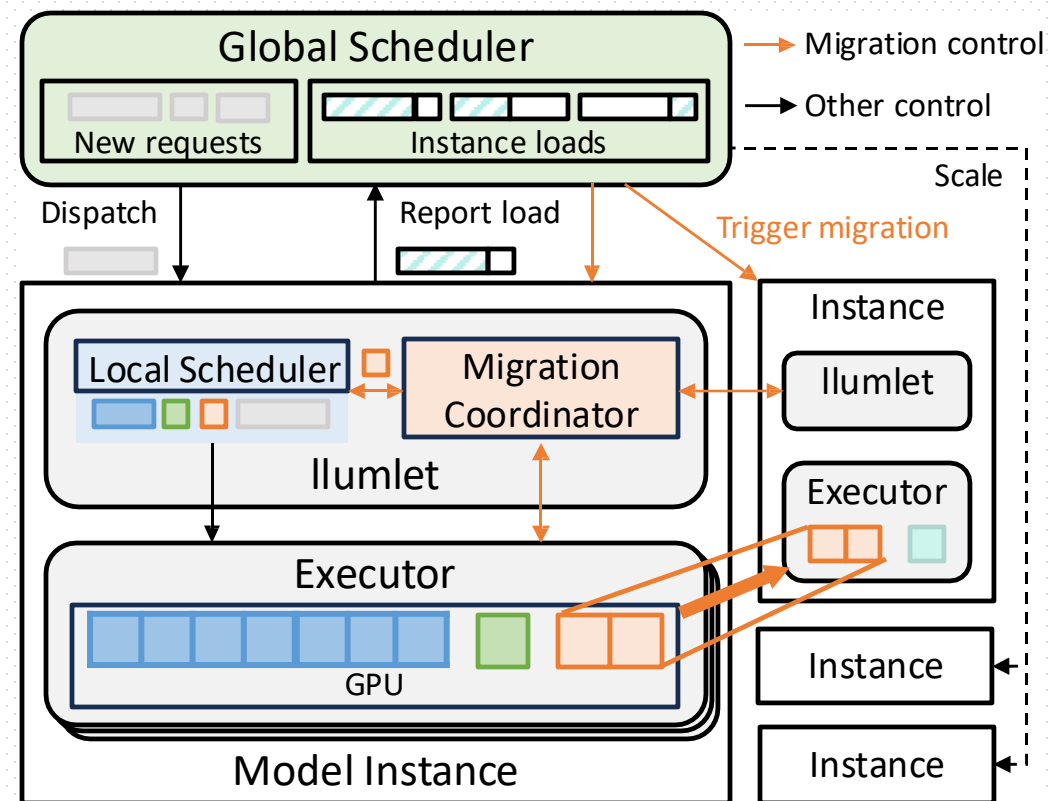 Global Scheduler
New requests
Instance loads
Migration control
Other control
Scale
Dispatch
Report load
Trigger migration
Local Scheduler
Migration
Coordinator
llumlet
Executor
GPU
Model Instance
Instance
llumlet
Executor
Instance
Instance